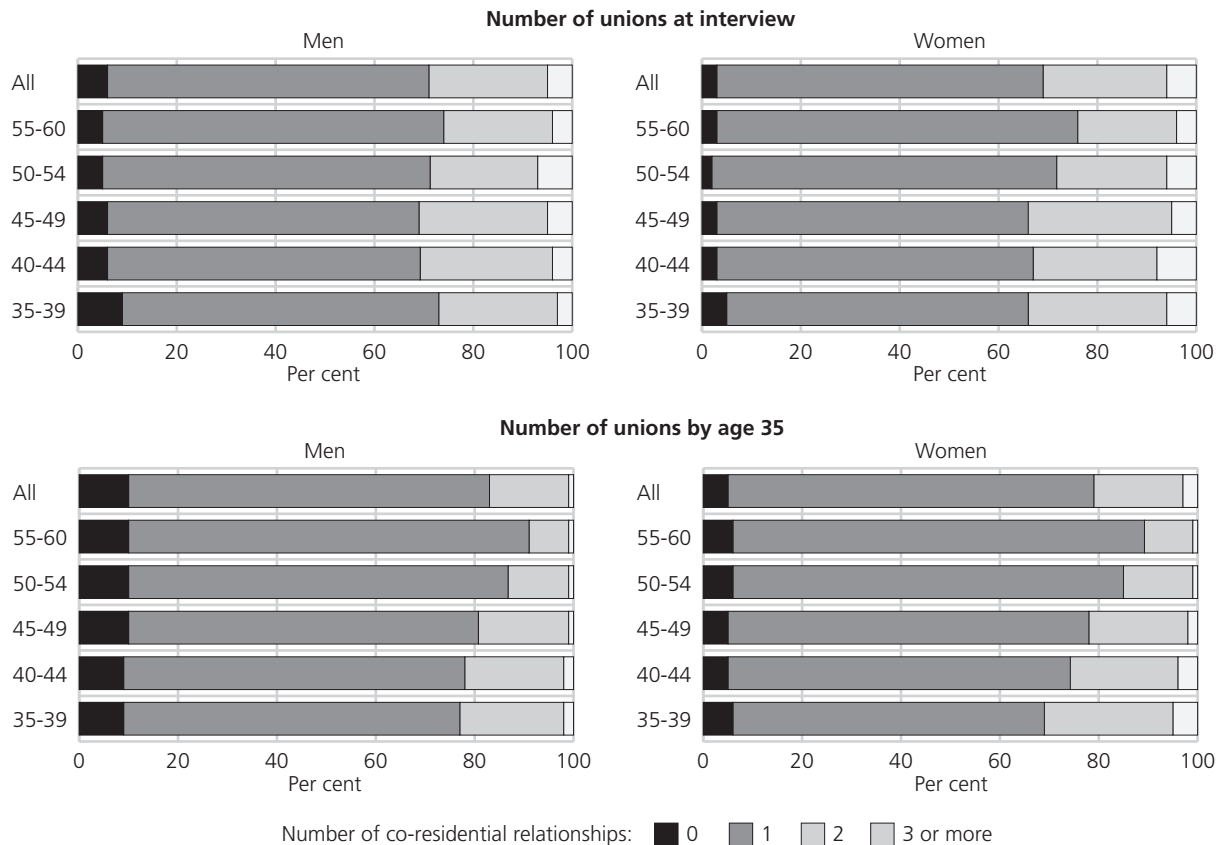 Number of unions at interview
Men Women
All All
55-60 55-60
50-54 50-54
45-49 45-49
40-44 40-44
35-39 35-39
0 20 40 60 80 100 0 20 40 60 80 100
Per cent Per cent
Number of unions by age 35
Men Women
All All
55-60 55-60
50-54 50-54
45-49 45-49
40-44 40-44
35-39 35-39
0 20 40 60 80 100 0 20 40 60 80 100
Per cent Per cent
Number of co-residential relationships: 0 1 2 3 or more